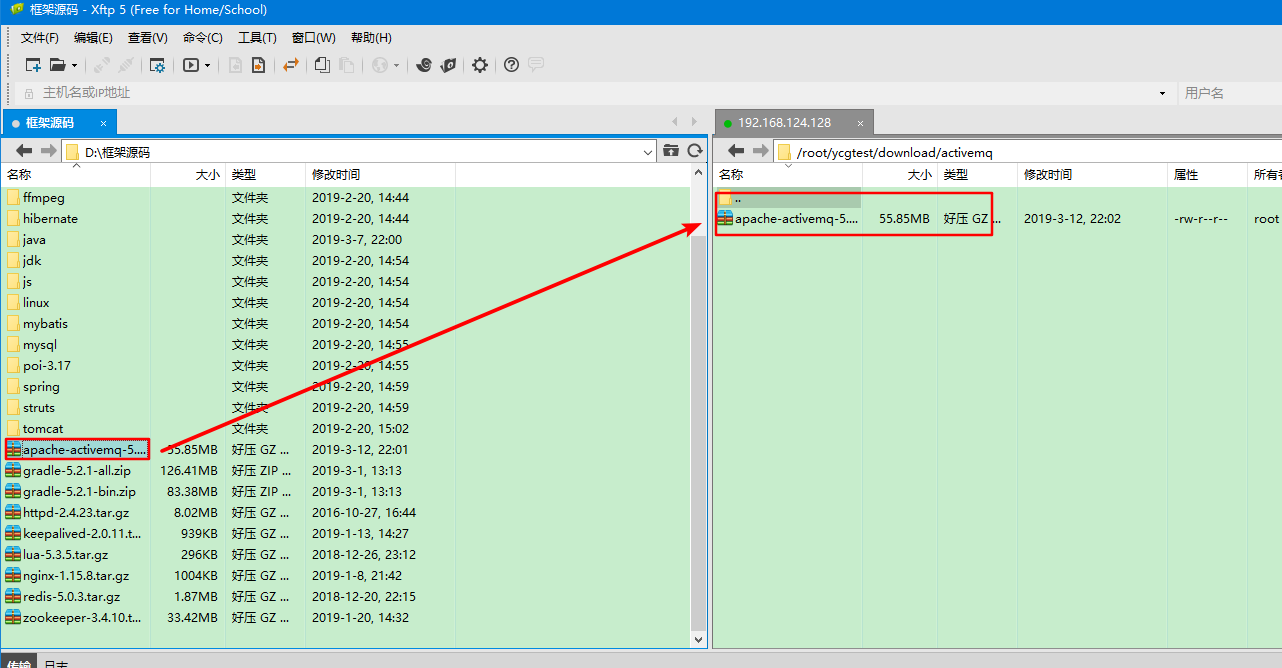 框架源码 - Xftp 5 (Free for Home/School)
文件(F) 编辑(E) 查看(V) 命令(C) 工具(T) 窗口(W) 帮助(H)
主机名或IP地址 用户名
框架源码 × 192.168.124.128 ×
D:\框架源码 /root/ycgtest/download/activemq
名称 大小 类型 修改时间 名称 大小 类型 修改时间 属性 所有者
ffmpeg 文件夹 2019-2-20, 14:44 ..
hibernate 文件夹 2019-2-20, 14:44 apache-activemq-5.... 55.85MB 好压 GZ ... 2019-3-12, 22:02 -rw-r--r-- root
java 文件夹 2019-3-7, 22:00
jdk 文件夹 2019-2-20, 14:54
js 文件夹 2019-2-20, 14:54
linux 文件夹 2019-2-20, 14:54
mybatis 文件夹 2019-2-20, 14:54
mysql 文件夹 2019-2-20, 14:55
poi-3.17 文件夹 2019-2-20, 14:55
spring 文件夹 2019-2-20, 14:59
struts 文件夹 2019-2-20, 14:59
tomcat 文件夹 2019-2-20, 15:02
apache-activemq-5.... 55.85MB 好压 GZ ... 2019-3-12, 22:01
gradle-5.2.1-all.zip 126.41MB 好压 ZIP ... 2019-3-1, 13:13
gradle-5.2.1-bin.zip 83.38MB 好压 ZIP ... 2019-3-1, 13:13
httpd-2.4.23.tar.gz 8.02MB 好压 GZ ... 2016-10-27, 16:44
keepalived-2.0.11.t... 939KB 好压 GZ ... 2019-1-13, 14:27
lua-5.3.5.tar.gz 296KB 好压 GZ ... 2018-12-26, 23:12
nginx-1.15.8.tar.gz 1004KB 好压 GZ ... 2019-1-8, 21:42
redis-5.0.3.tar.gz 1.87MB 好压 GZ ... 2018-12-20, 22:15
zookeeper-3.4.10.t... 33.42MB 好压 GZ ... 2019-1-20, 14:32
传输 日志